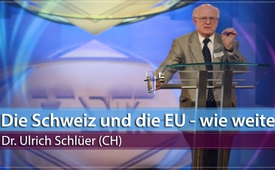 Die Schweiz und die EU - wie weite
Dr. Ulrich Schlüer (CH)